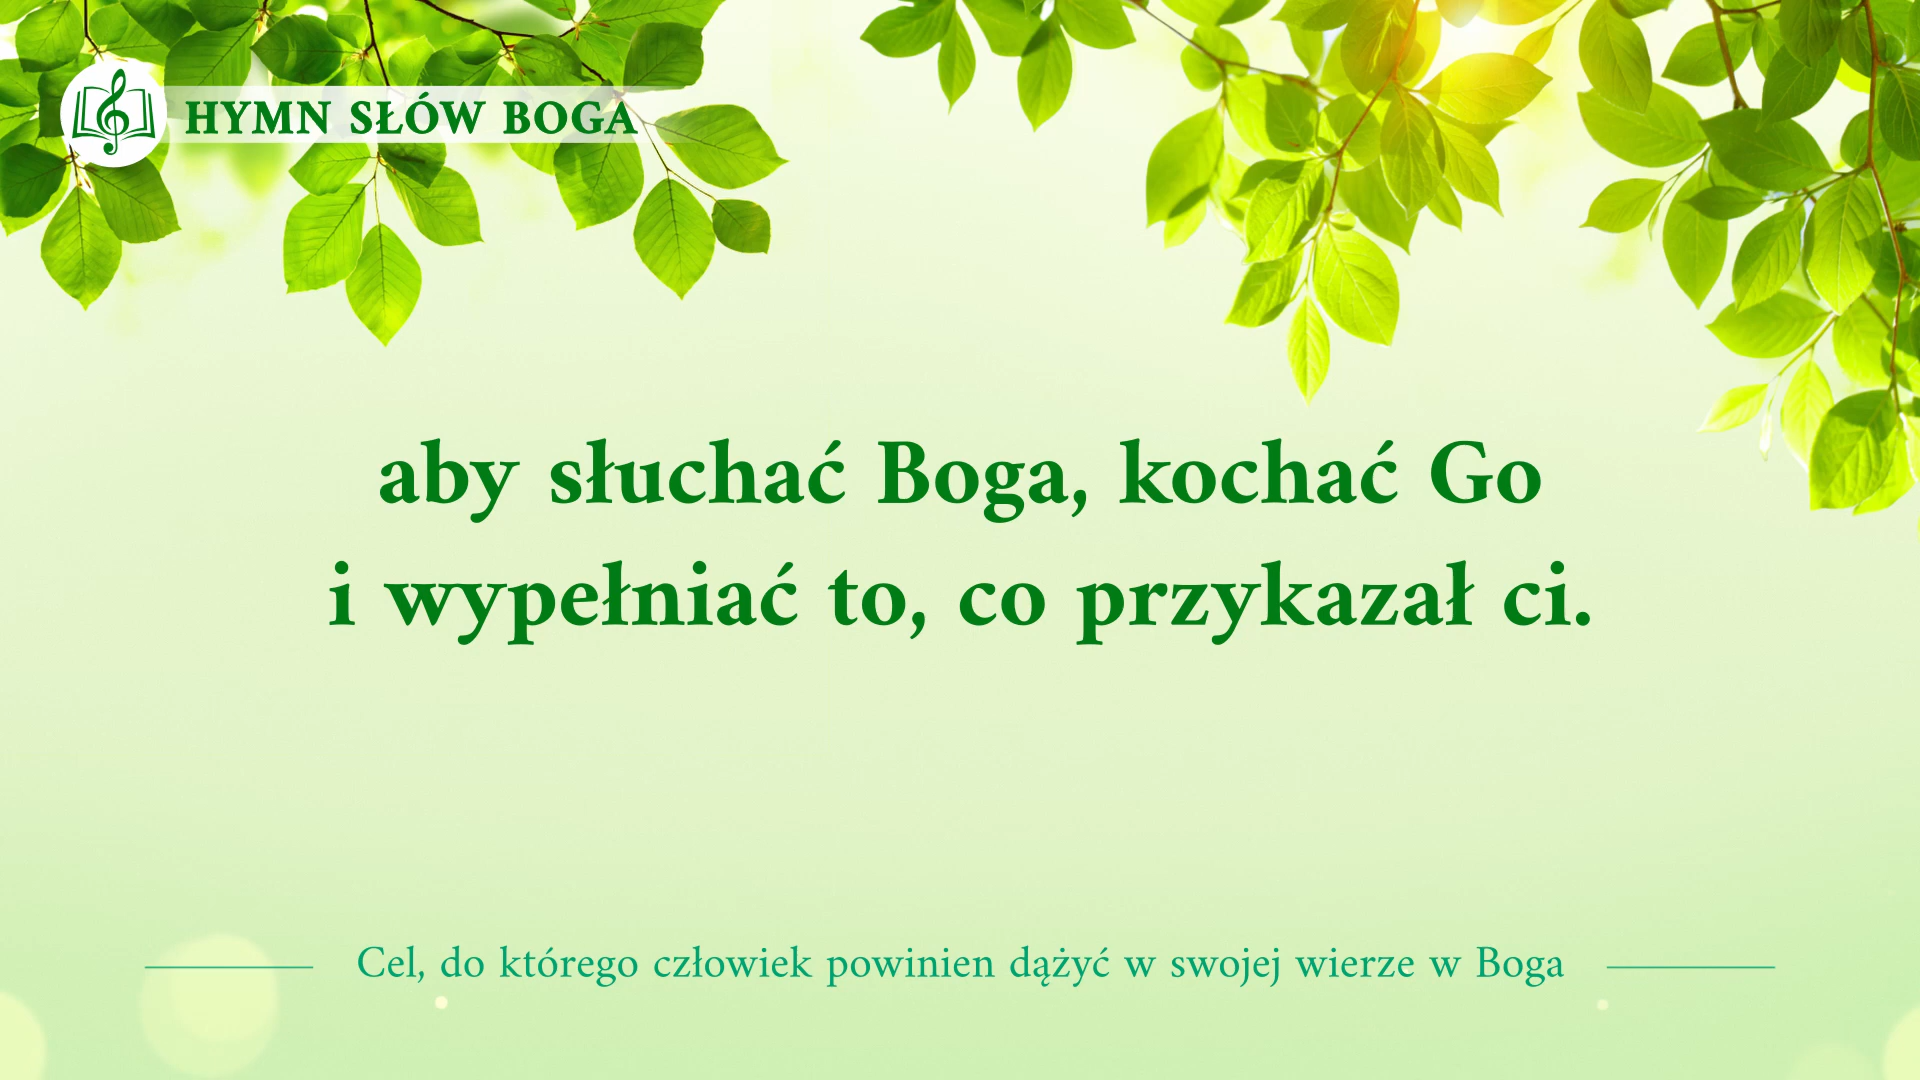 HYMN SŁÓW BOGA
aby słuchać Boga, kochać Go
i wypełniać to, co przykazał ci.
Cel, do którego człowiek powinien dążyć w swojej wierze w Boga